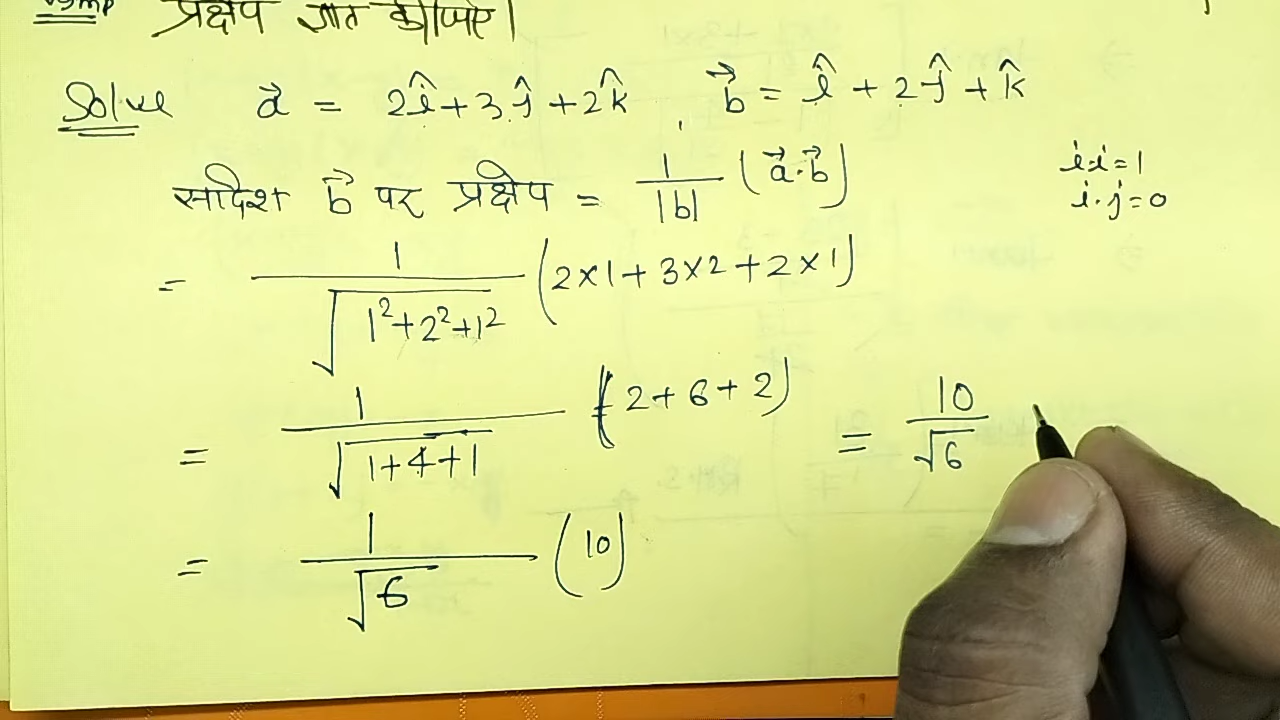 प्रक्षेप ज्ञात कीजिए।
Solve a⃗ = 2î + 3ĵ + 2k̂ , b⃗ = î + 2ĵ + k̂
i·i = 1
सदिश b⃗ पर प्रक्षेप = 1/|b| (a⃗·b⃗)
i·j = 0
= 1/√(1²+2²+1²) (2×1 + 3×2 + 2×1)
= 1/√(1+4+1) (2+6+2) = 10/√6
= 1/√6 (10)